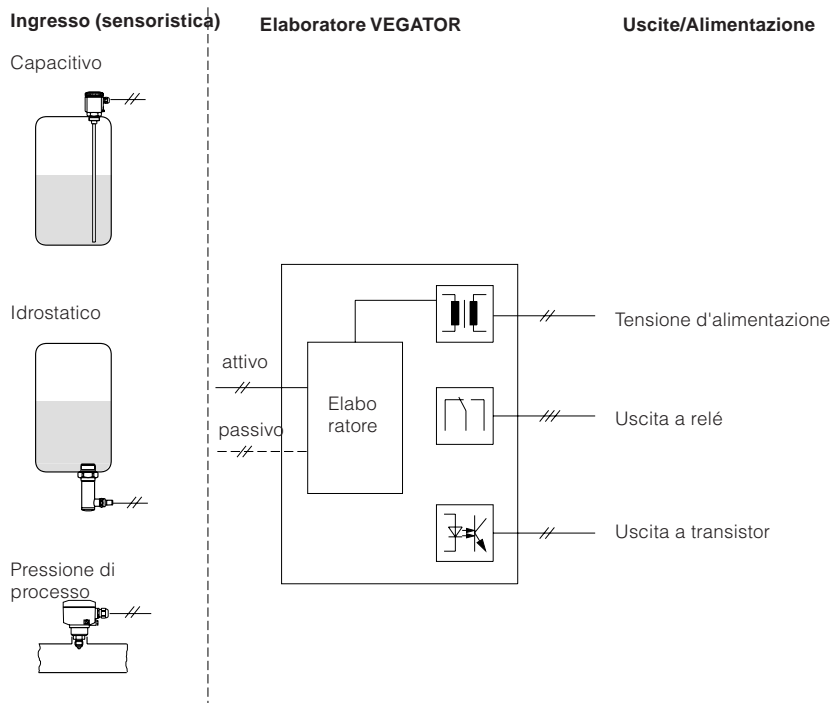 Ingresso (sensoristica)
Elaboratore VEGATOR
Uscite/Alimentazione
Capacitivo
Idrostatico
Pressione di
processo
attivo
passivo
Elabo
ratore
Tensione d'alimentazione
Uscita a relé
Uscita a transistor